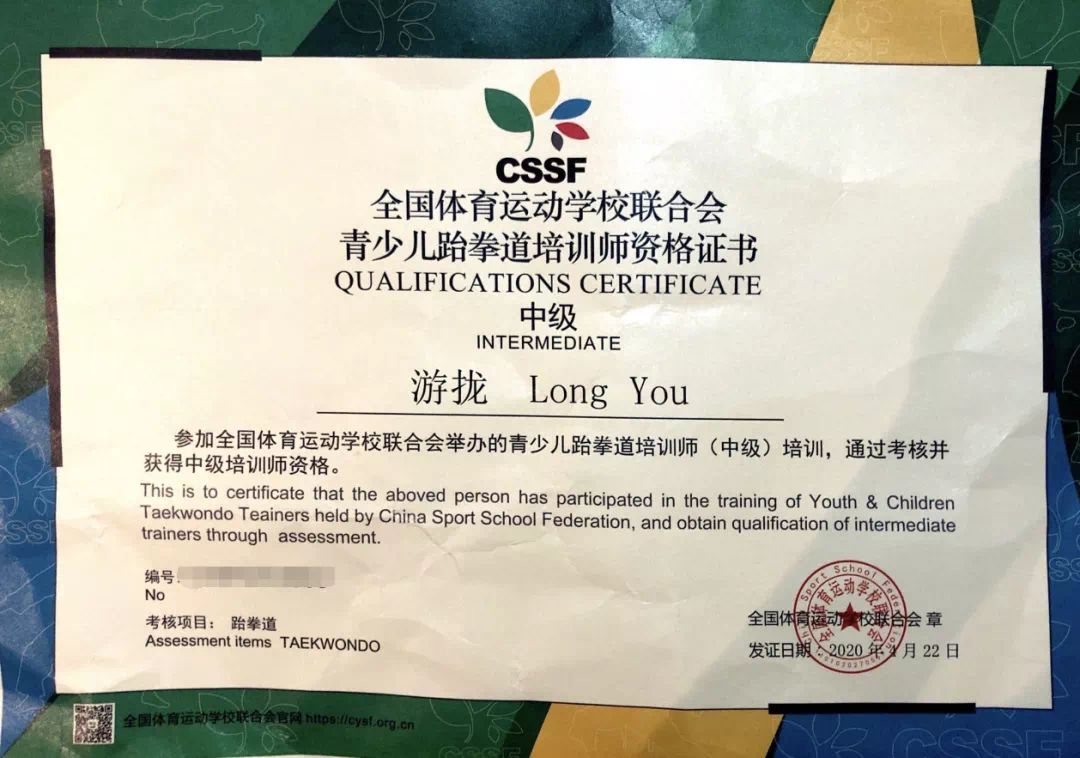 CSSF
全国体育运动学校联合会
青少儿跆拳道培训师资格证书
QUALIFICATIONS CERTIFICATE
中级
INTERMEDIATE
游拢 Long You
参加全国体育运动学校联合会举办的青少儿跆拳道培训师（中级）培训，通过考核并
获得中级培训师资格。
This is to certificate that the aboved person has participated in the training of Youth & Children
Taekwondo Teainers held by China Sport School Federation, and obtain qualification of intermediate
trainers through assessment.
编号:
No
考核项目： 跆拳道
Assessment items TAEKWONDO
全国体育运动学校联合会 章
发证日期：2020 年 4 月 22 日
全国体育运动学校联合会官网 https://cysf.org.cn
CSSF